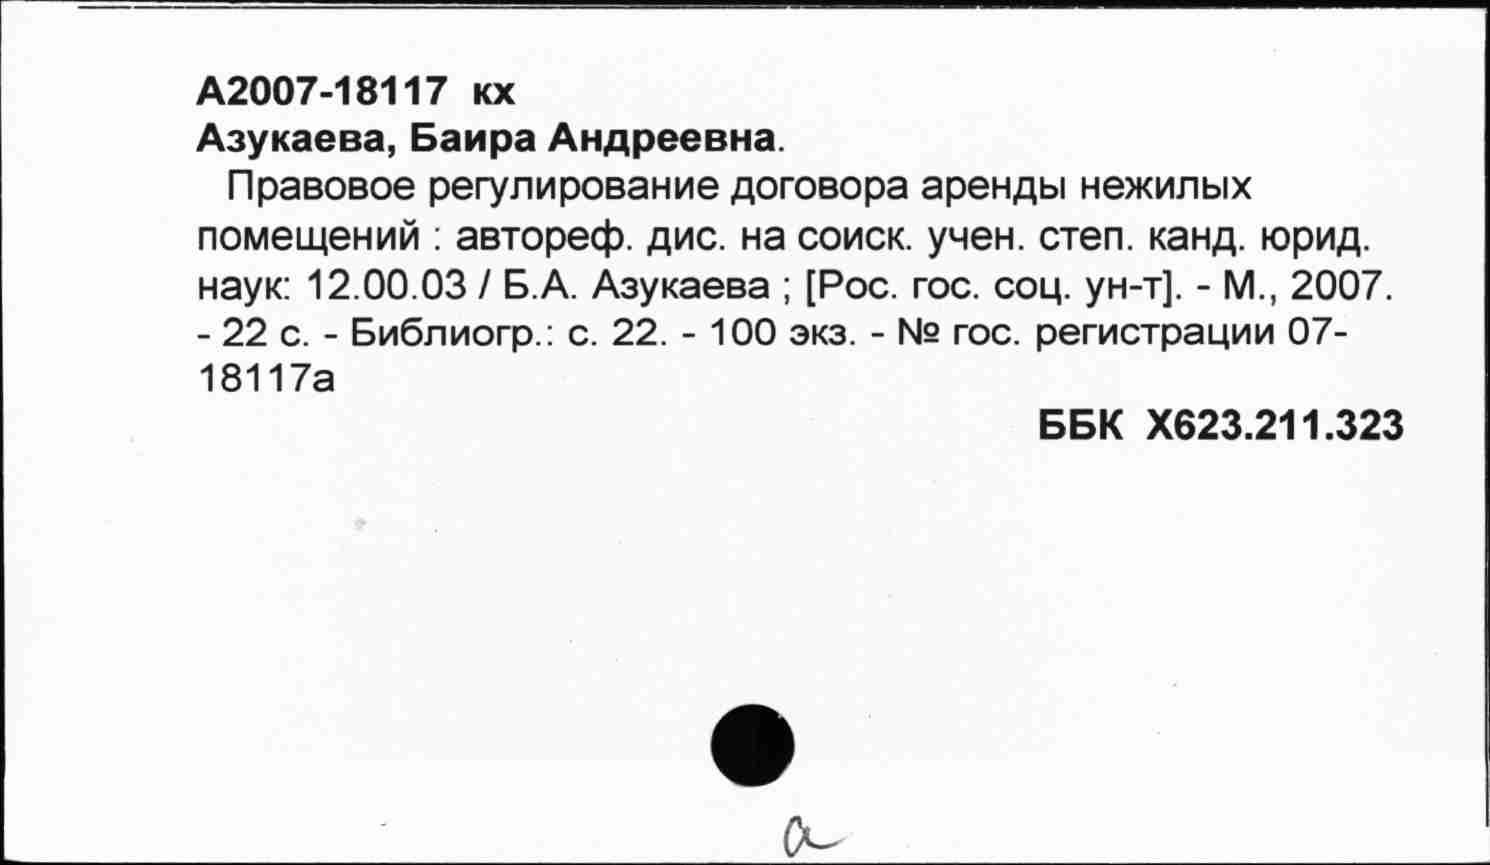 А2007-18117 кх
Азукаева, Баира Андреевна.
Правовое регулирование договора аренды нежилых
помещений : автореф. дис. на соиск. учен. степ. канд. юрид.
наук: 12.00.03 / Б.А. Азукаева ; [Рос. гос. соц. ун-т]. - М., 2007.
- 22 с. - Библиогр.: с. 22. - 100 экз. - № гос. регистрации 07-
18117а
ББК Х623.211.323
а